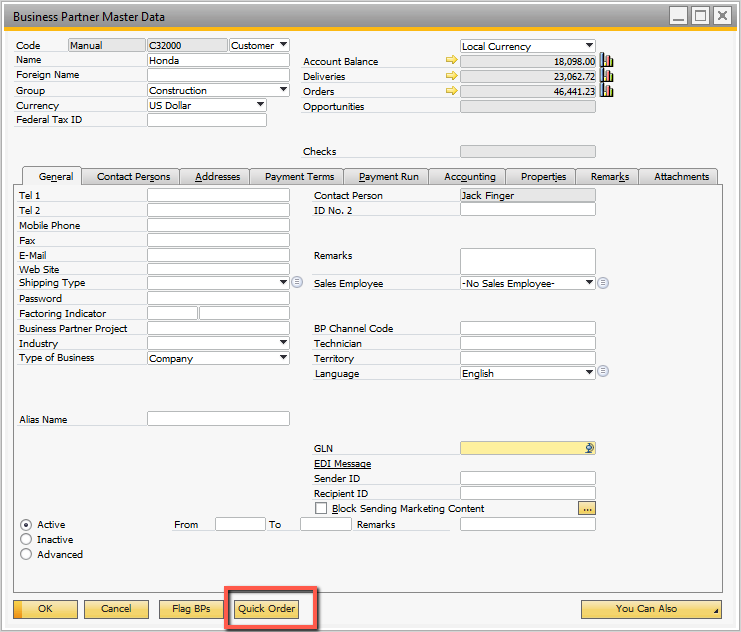 Business Partner Master Data
Code Manual C32000 Customer Local Currency
Name Honda Account Balance 18,098.00
Foreign Name Deliveries 23,062.72
Group Construction Orders 46,441.23
Currency US Dollar Opportunities
Federal Tax ID
Checks
General Contact Persons Addresses Payment Terms Payment Run Accounting Properties Remarks Attachments
Tel 1 Contact Person Jack Finger
Tel 2 ID No. 2
Mobile Phone
Fax
E-Mail Remarks
Web Site
Shipping Type Sales Employee -No Sales Employee-
Password
Factoring Indicator
Business Partner Project BP Channel Code
Industry Technician
Type of Business Company Territory
Language English
Alias Name
GLN
EDI Message
Sender ID
Recipient ID
Block Sending Marketing Content ...
Active From To Remarks
Inactive
Advanced
OK Cancel Flag BPs Quick Order You Can Also